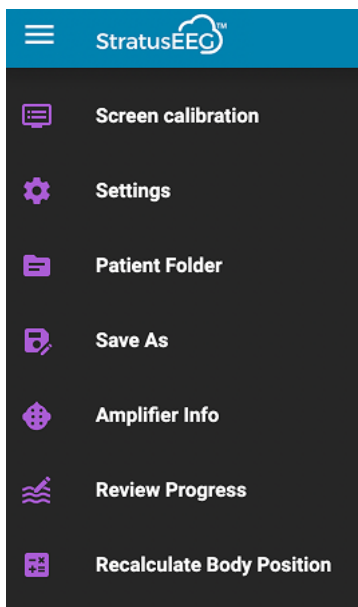 StratusEEG™
Screen calibration
Settings
Patient Folder
Save As
Amplifier Info
Review Progress
Recalculate Body Position